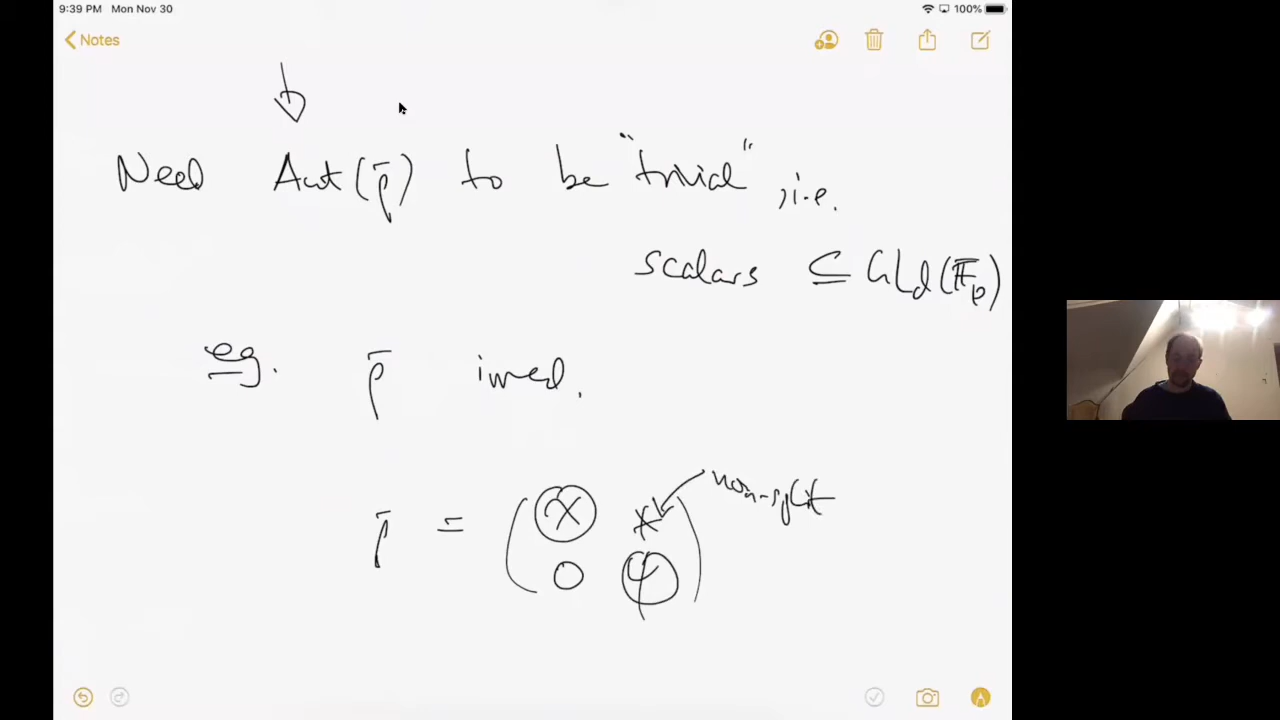 9:39 PM Mon Nov 30 100%
Notes
Need Aut(ρ̄) to be "trivial", i.e.
scalars ⊆ GLd(F̄p)
eg. ρ̄ irred.
non-split
ρ̄ = (χ *
0 ψ)